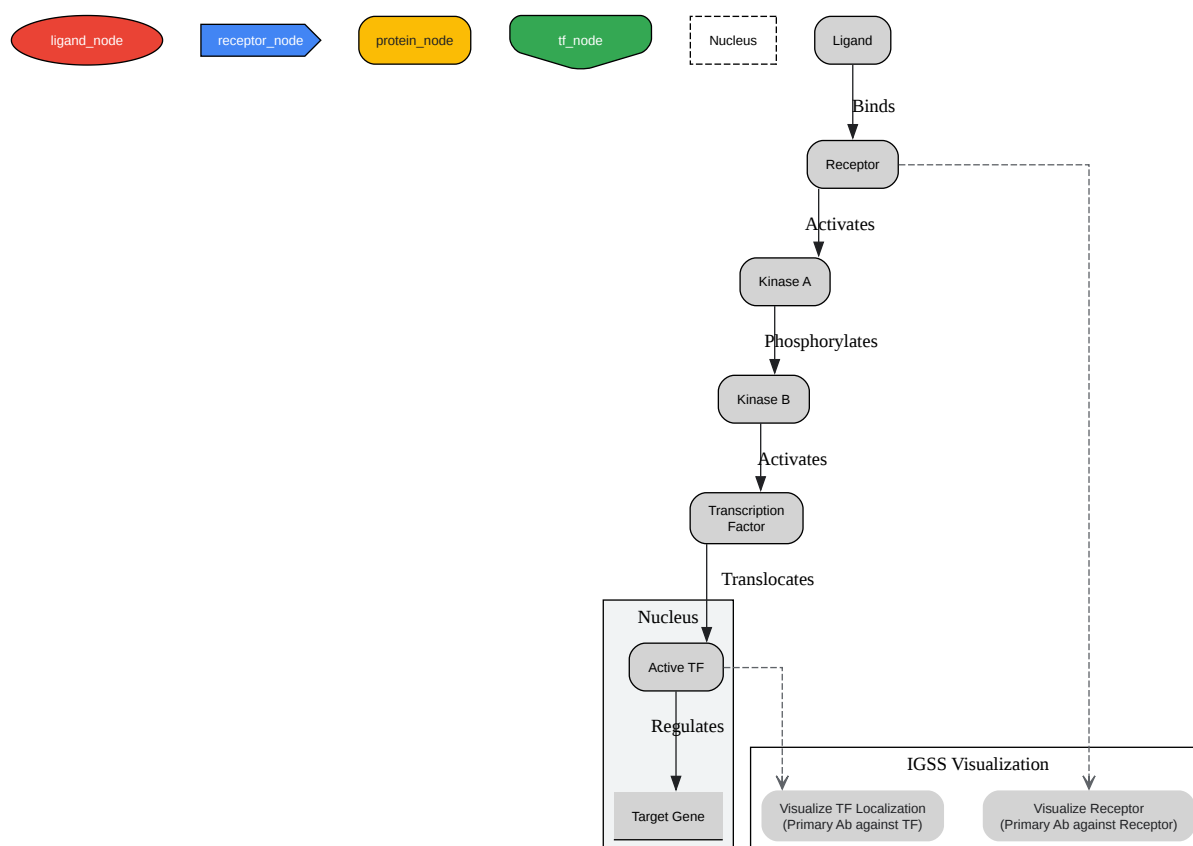 ligand_node
receptor_node
protein_node
tf_node
Nucleus
Ligand
Binds
Receptor
Activates
Kinase A
Phosphorylates
Kinase B
Activates
Transcription
Factor
Translocates
Nucleus
Active TF
Regulates
IGSS Visualization
Target Gene
Visualize TF Localization
(Primary Ab against TF)
Visualize Receptor
(Primary Ab against Receptor)